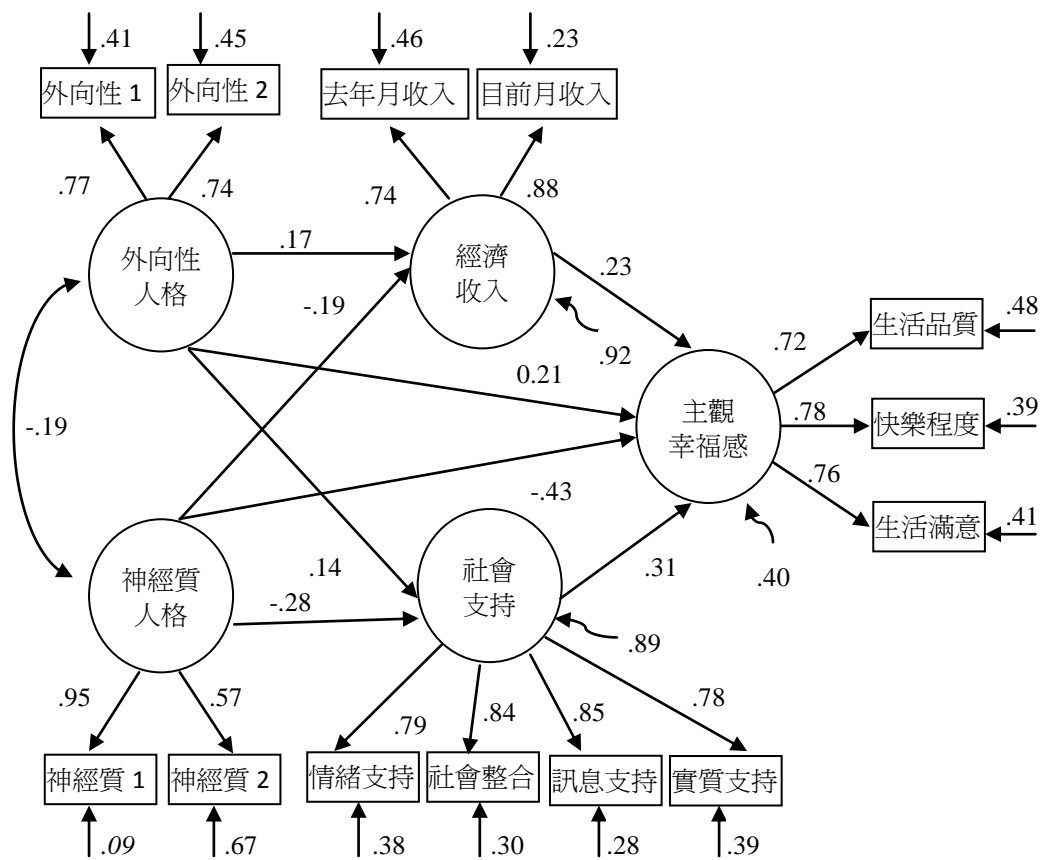 .41
.45
.46
.23
外向性 1
外向性 2
去年月收入
目前月收入
.77
.74
.74
.88
外向性
人格
.17
經濟
收入
.23
-.19
.92
生活品質
.48
.72
0.21
主觀
幸福感
.78
快樂程度
.39
-.19
.76
-.43
生活滿意
.41
神經質
人格
.14
-.28
社會
支持
.31
.40
.89
.95
.57
.79
.84
.85
.78
神經質 1
神經質 2
情緒支持
社會整合
訊息支持
實質支持
.09
.67
.38
.30
.28
.39